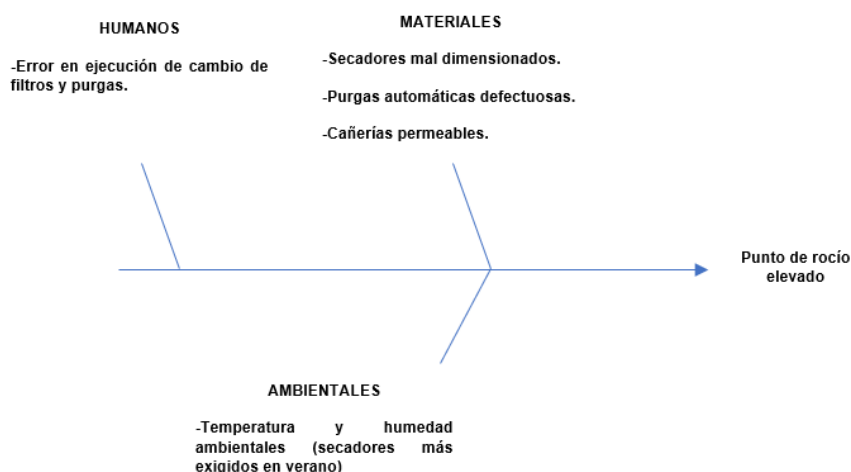 HUMANOS
-Error en ejecución de cambio de
filtros y purgas.
MATERIALES
-Secadores mal dimensionados.
-Purgas automáticas defectuosas.
-Cañerías permeables.
Punto de rocío
elevado
AMBIENTALES
-Temperatura y humedad
ambientales (secadores más
exigidos en verano)